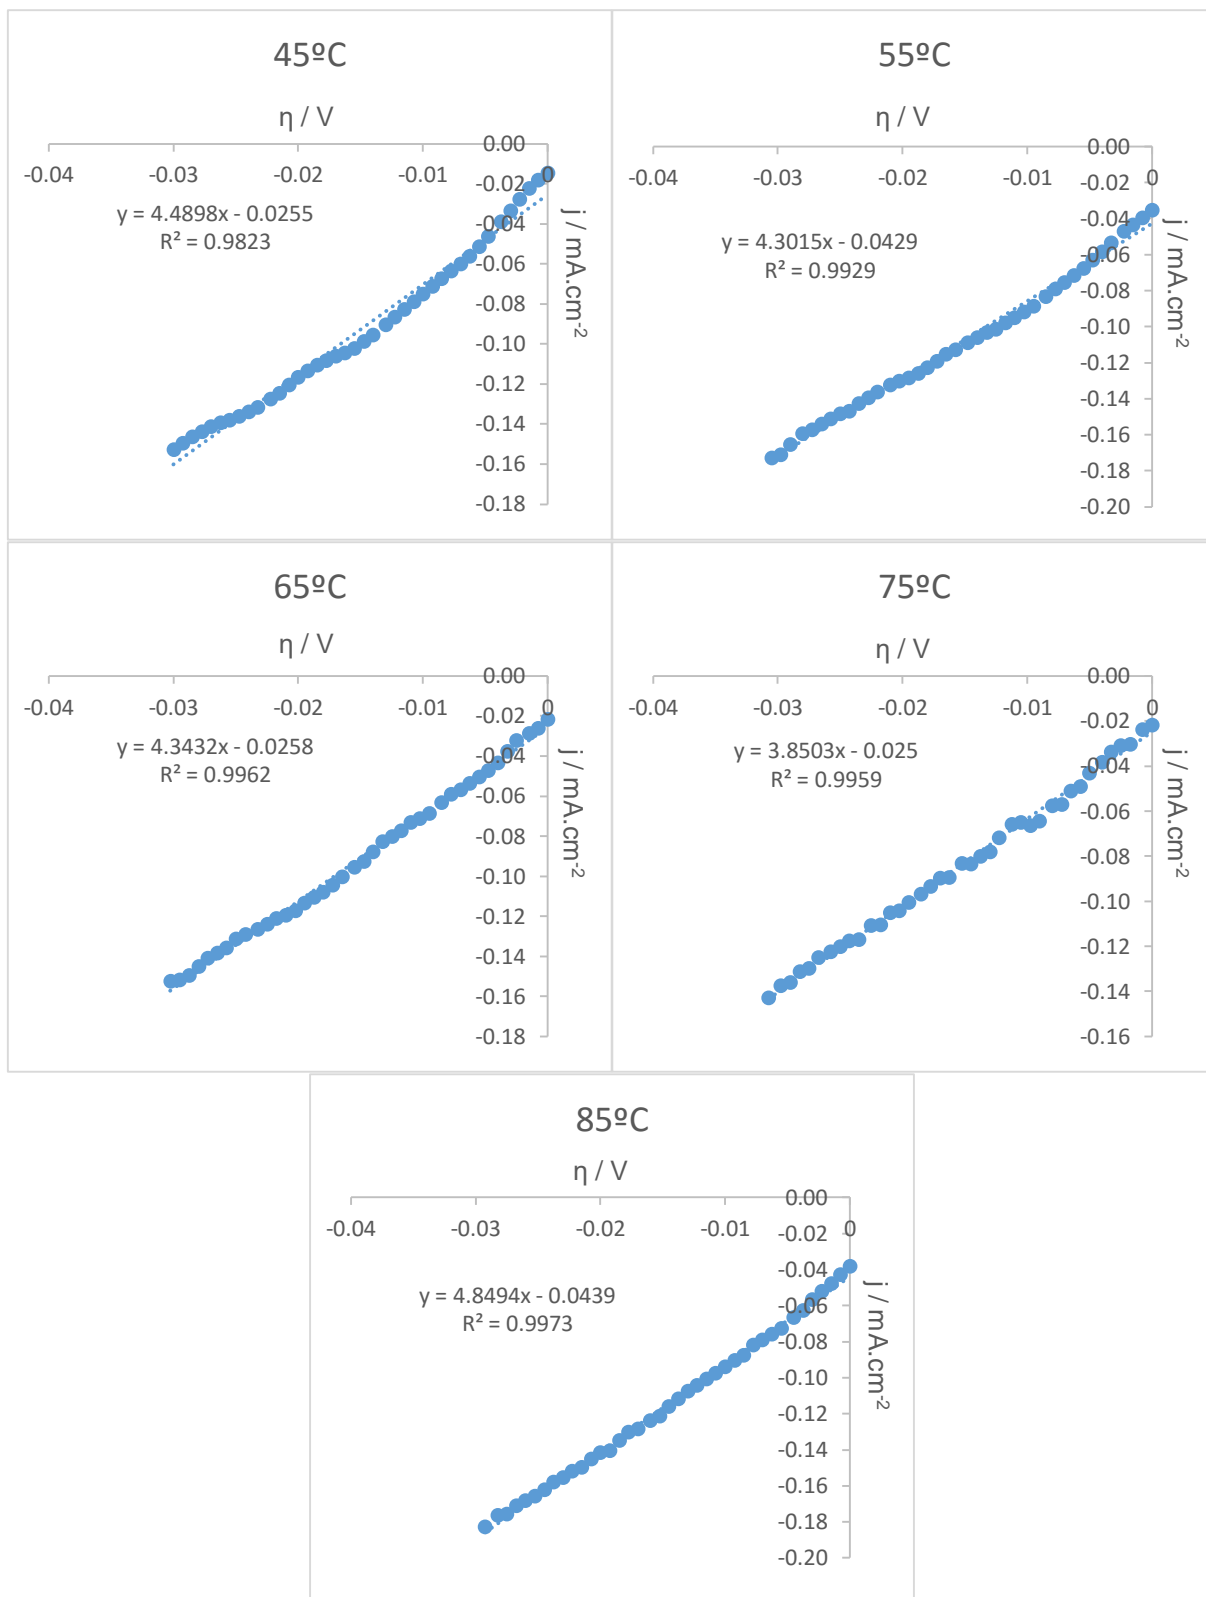 45ºC
η / V
0.00
-0.04 -0.03 -0.02 -0.01 0
-0.02
-0.04
-0.06
-0.08
-0.10
-0.12
-0.14
-0.16
-0.18
j / mA.cm-2
y = 4.4898x - 0.0255
R² = 0.9823
55ºC
η / V
0.00
-0.04 -0.03 -0.02 -0.01 0
-0.02
-0.04
-0.06
-0.08
-0.10
-0.12
-0.14
-0.16
-0.18
-0.20
j / mA.cm-2
y = 4.3015x - 0.0429
R² = 0.9929
65ºC
η / V
0.00
-0.04 -0.03 -0.02 -0.01 0
-0.02
-0.04
-0.06
-0.08
-0.10
-0.12
-0.14
-0.16
-0.18
j / mA.cm-2
y = 4.3432x - 0.0258
R² = 0.9962
75ºC
η / V
0.00
-0.04 -0.03 -0.02 -0.01 0
-0.02
-0.04
-0.06
-0.08
-0.10
-0.12
-0.14
-0.16
j / mA.cm-2
y = 3.8503x - 0.025
R² = 0.9959
85ºC
η / V
0.00
-0.04 -0.03 -0.02 -0.01 0
-0.02
-0.04
-0.06
-0.08
-0.10
-0.12
-0.14
-0.16
-0.18
-0.20
j / mA.cm-2
y = 4.8494x - 0.0439
R² = 0.9973